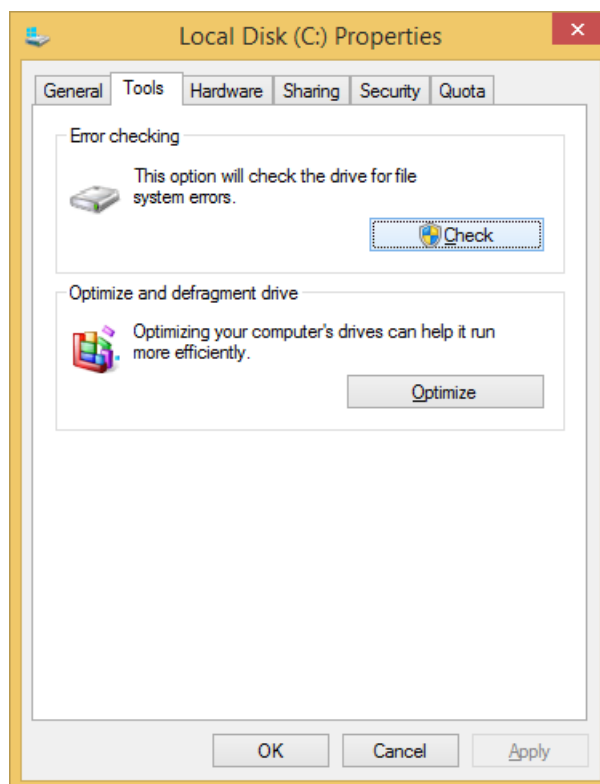 Local Disk (C:) Properties
General Tools Hardware Sharing Security Quota
Error checking
This option will check the drive for file
system errors.
Check
Optimize and defragment drive
Optimizing your computer's drives can help it run
more efficiently.
Optimize
OK Cancel Apply